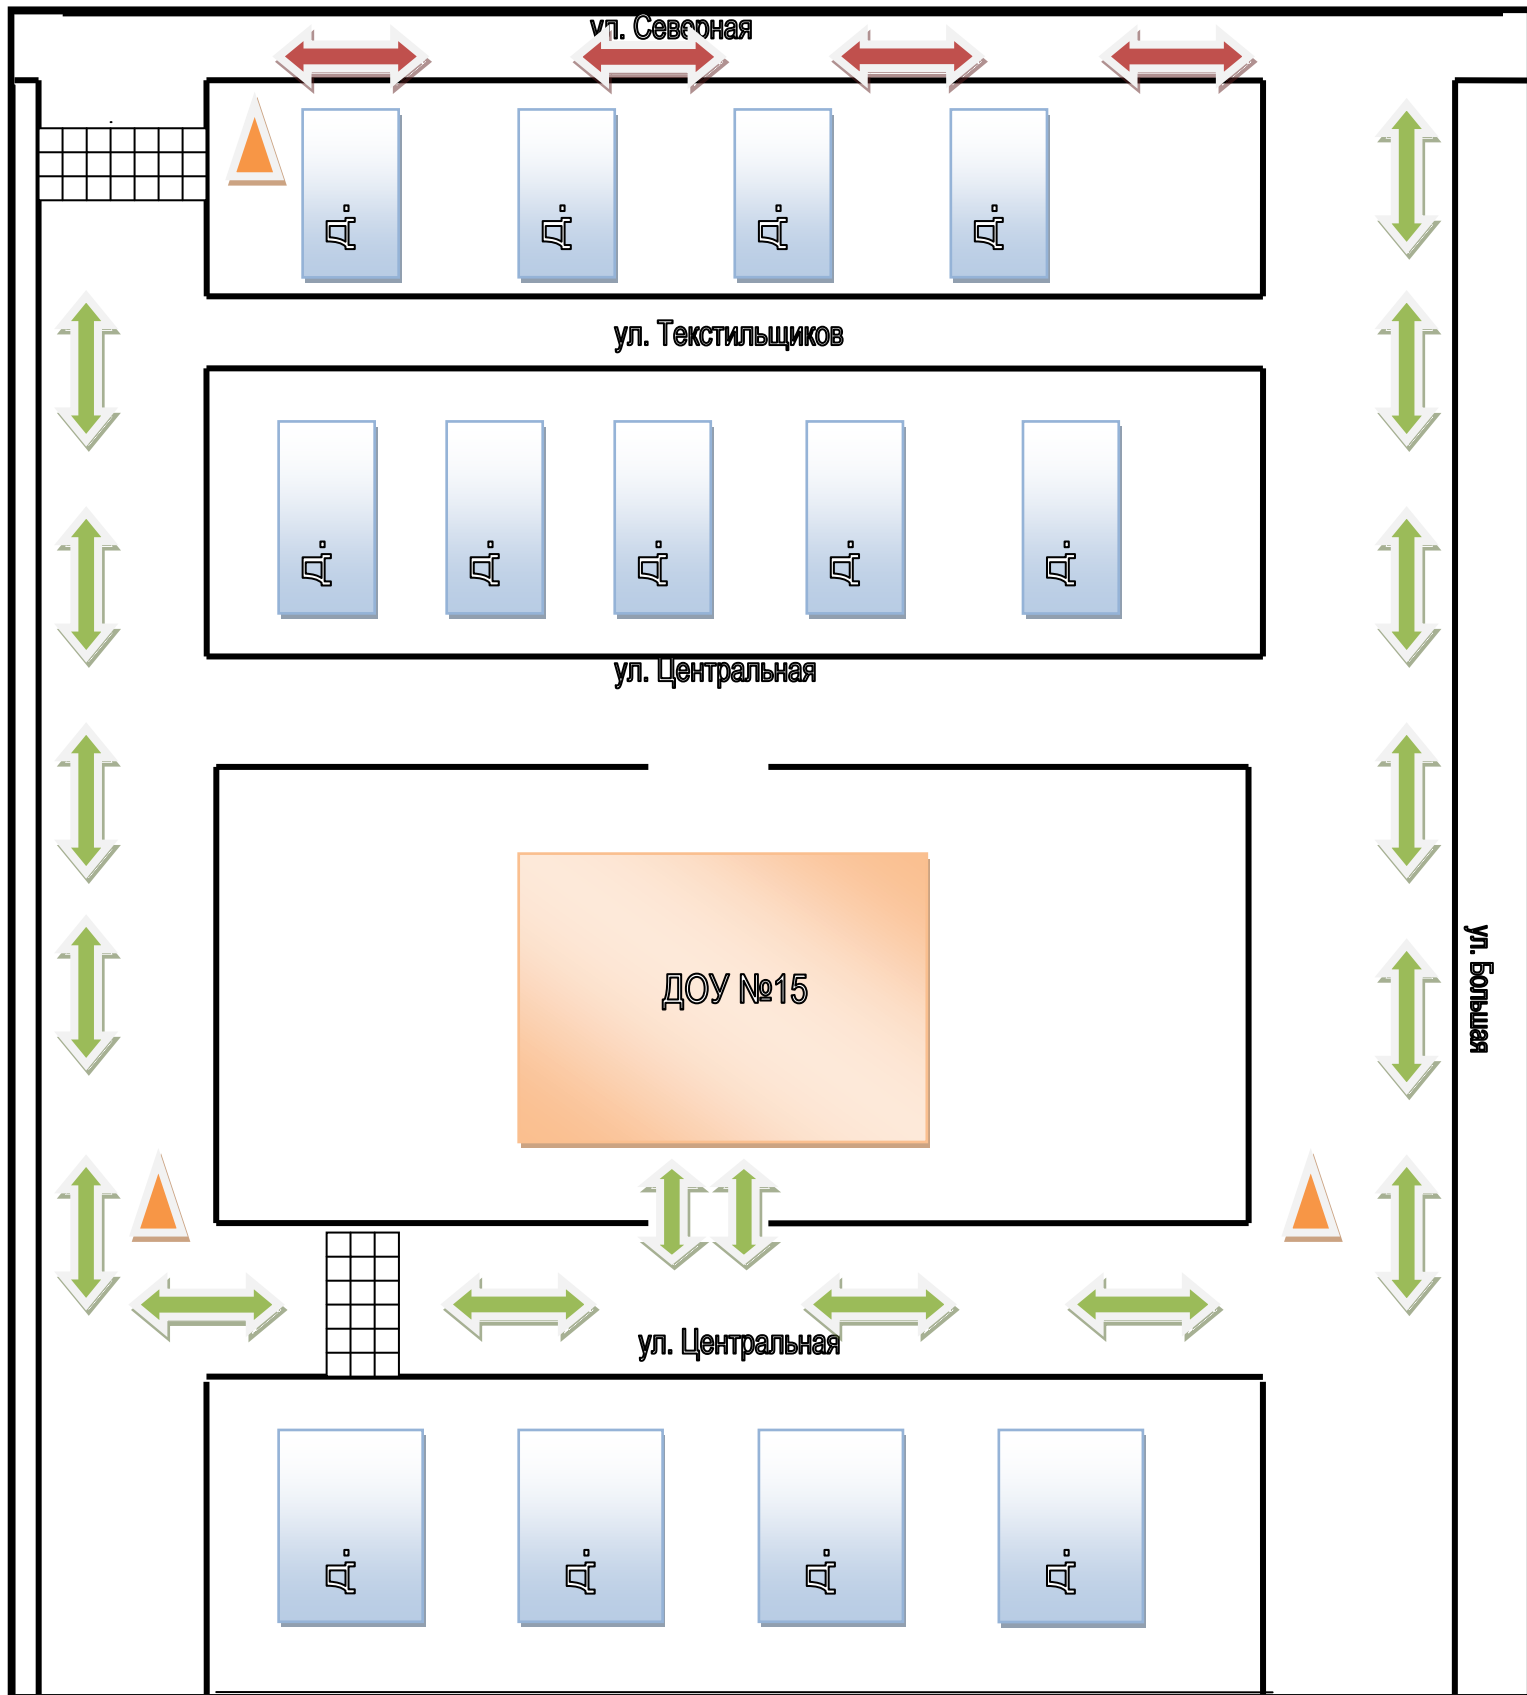 ул. Северная
д.
д.
д.
д.
ул. Текстильщиков
д.
д.
д.
д.
д.
ул. Центральная
ДОУ №15
ул. Большая
ул. Центральная
д.
д.
д.
д.